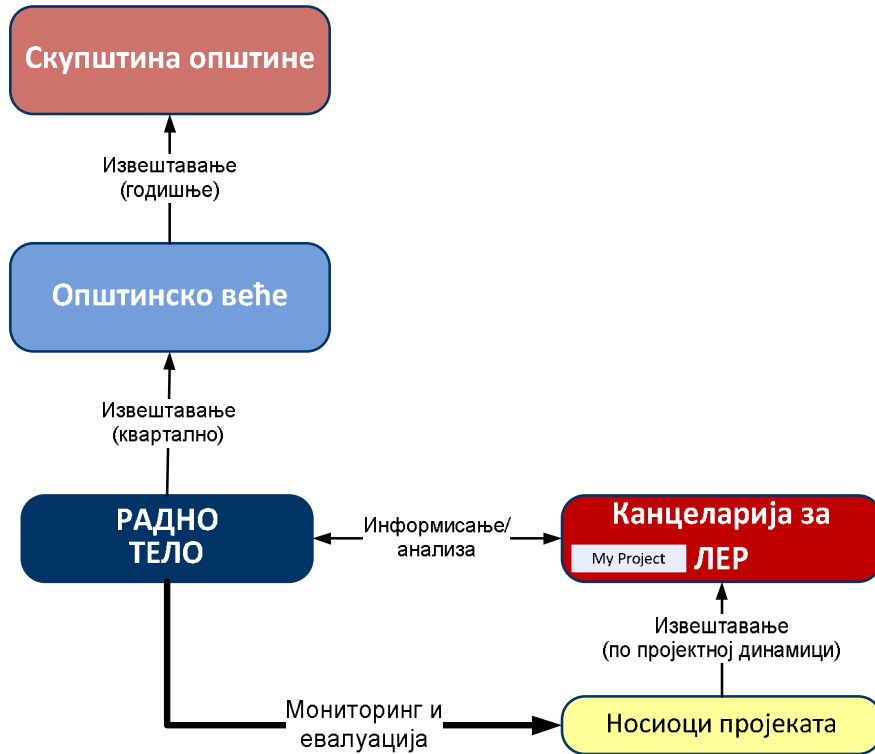 Скупштина општине
Извештавање
(годишње)
Општинско веће
Извештавање
(квартално)
РАДНО
ТЕЛО
Информисање/
анализа
Канцеларија за
My Project ЛЕР
Извештавање
(по пројектној динамици)
Мониторинг и
евалуација
Носиоци пројеката